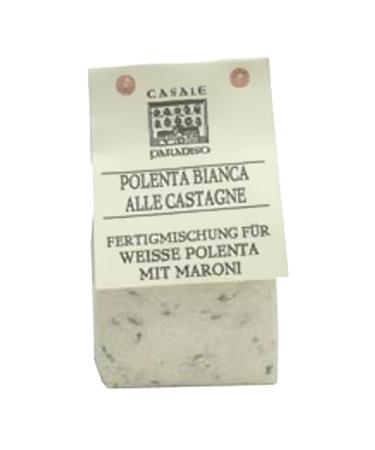 CASALE
PARADISO
POLENTA BIANCA
ALLE CASTAGNE
FERTIGMISCHUNG FÜR
WEISSE POLENTA
MIT MARONI